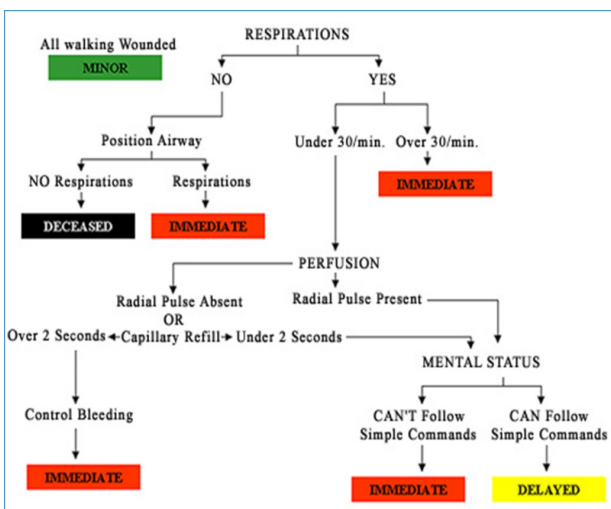 RESPIRATIONS
All walking Wounded
MINOR
NO
YES
Position Airway
Under 30/min.
Over 30/min.
NO Respirations
Respirations
IMMEDIATE
DECEASED
IMMEDIATE
PERFUSION
Radial Pulse Absent
OR
Radial Pulse Present
Over 2 Seconds
Capillary Refill
Under 2 Seconds
MENTAL STATUS
Control Bleeding
CAN'T Follow
Simple Commands
CAN Follow
Simple Commands
IMMEDIATE
IMMEDIATE
DELAYED